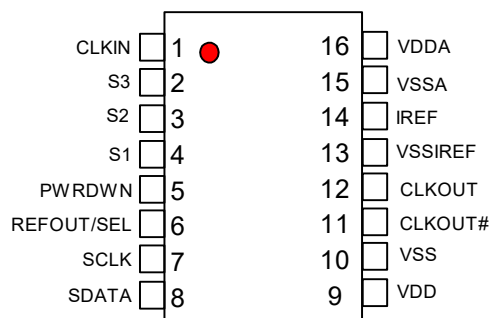 CLKIN 1 16 VDDA
S3 2 15 VSSA
S2 3 14 IREF
S1 4 13 VSSIREF
PWRDWN 5 12 CLKOUT
REFOUT/SEL 6 11 CLKOUT#
SCLK 7 10 VSS
SDATA 8 9 VDD